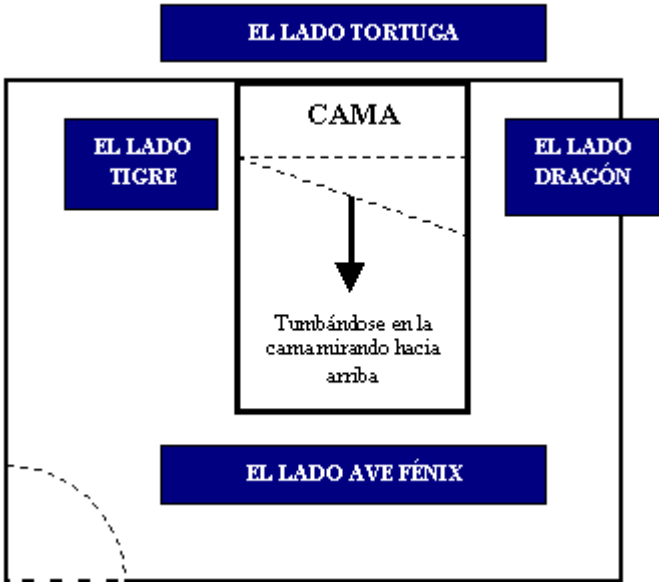 EL LADO TORTUGA
CAMA
EL LADO
TIGRE
EL LADO
DRAGÓN
Tumbándose en la
cama mirando hacia
arriba
EL LADO AVE FÉNIX